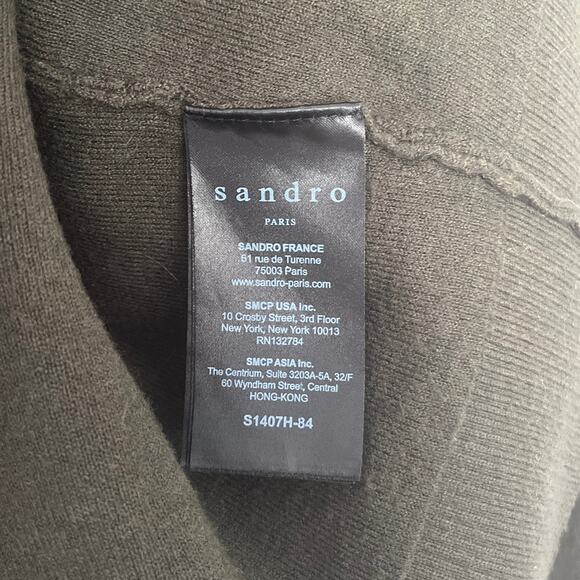 sandro
PARIS
SANDRO FRANCE
51 rue de Turenne
75003 Paris
www.sandro-paris.com
SMCP USA Inc.
10 Crosby Street, 3rd Floor
New York, New York 10013
RN132784
SMCP ASIA Inc.
The Centrium, Suite 3203A-5A, 32/F
60 Wyndham Street, Central
HONG-KONG
S1407H-84